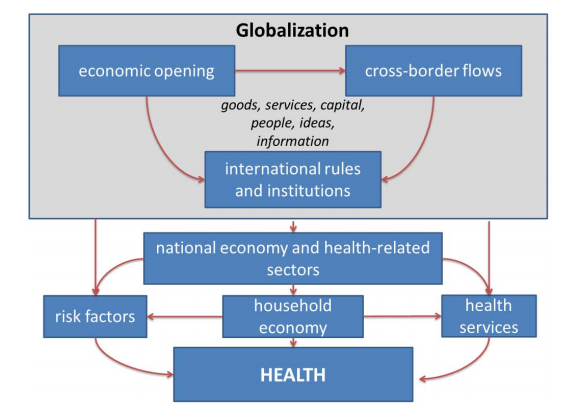 Globalization
economic opening
cross-border flows
goods, services, capital,
people, ideas,
information
international rules
and institutions
national economy and health-related
sectors
risk factors
household
economy
health
services
HEALTH